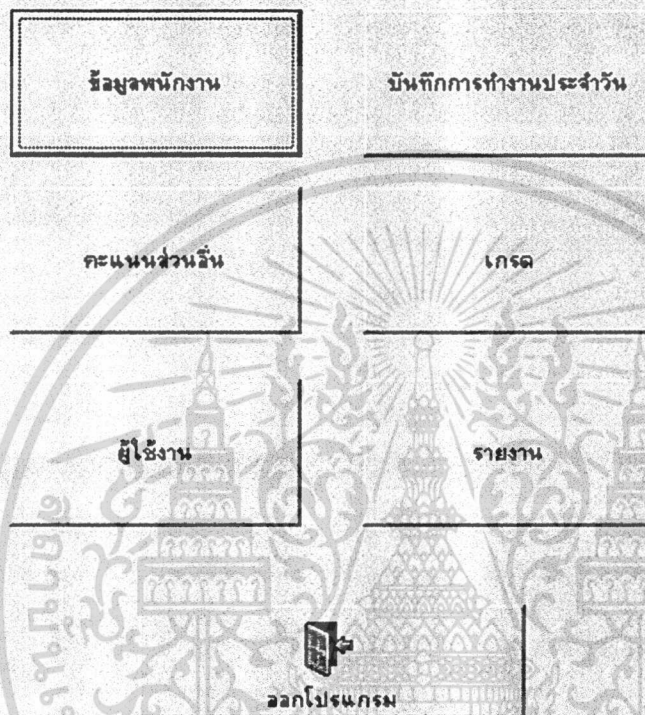 ข้อมูลพนักงาน
บันทึกการทำงานประจำวัน
คะแนนส่วนอื่น
เกรด
ผู้ใช้งาน
รายงาน
ออกโปรแกรม